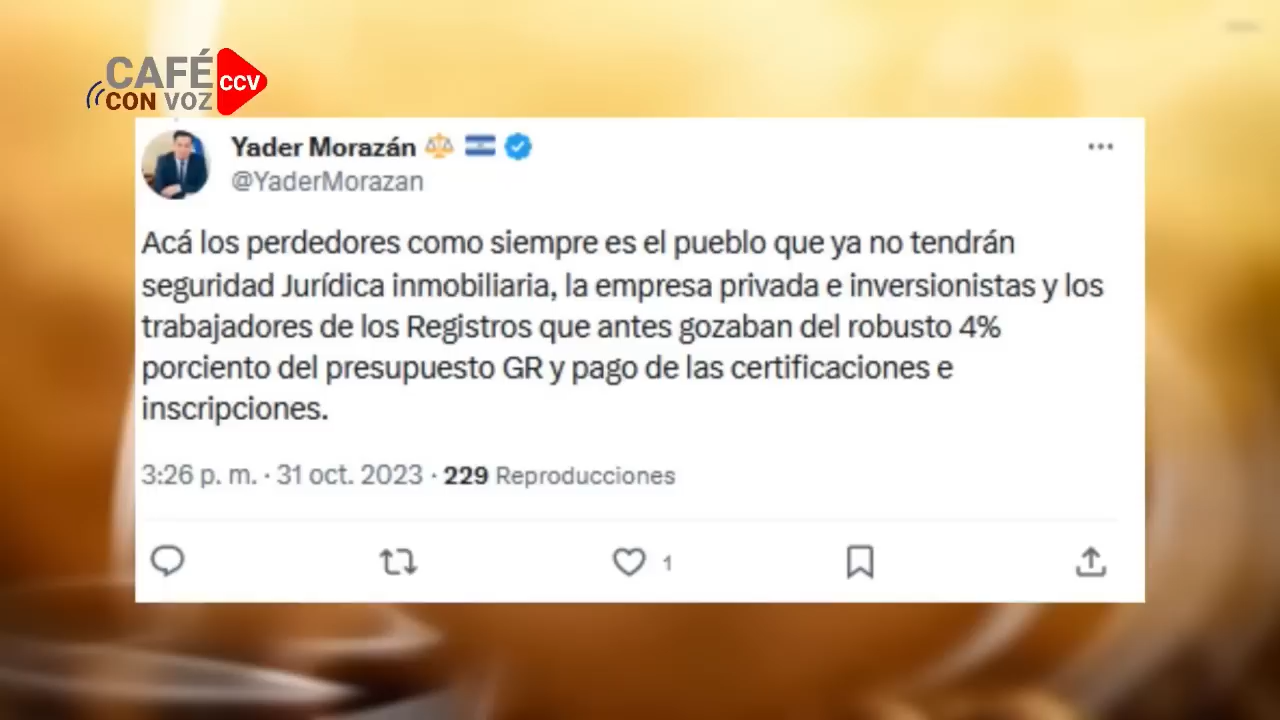 CAFÉ
CON VOZ
CCV
Yader Morazán
@YaderMorazan
Acá los perdedores como siempre es el pueblo que ya no tendrán
seguridad Jurídica inmobiliaria, la empresa privada e inversionistas y los
trabajadores de los Registros que antes gozaban del robusto 4%
porciento del presupuesto GR y pago de las certificaciones e
inscripciones.
3:26 p. m. · 31 oct. 2023 · 229 Reproducciones
1